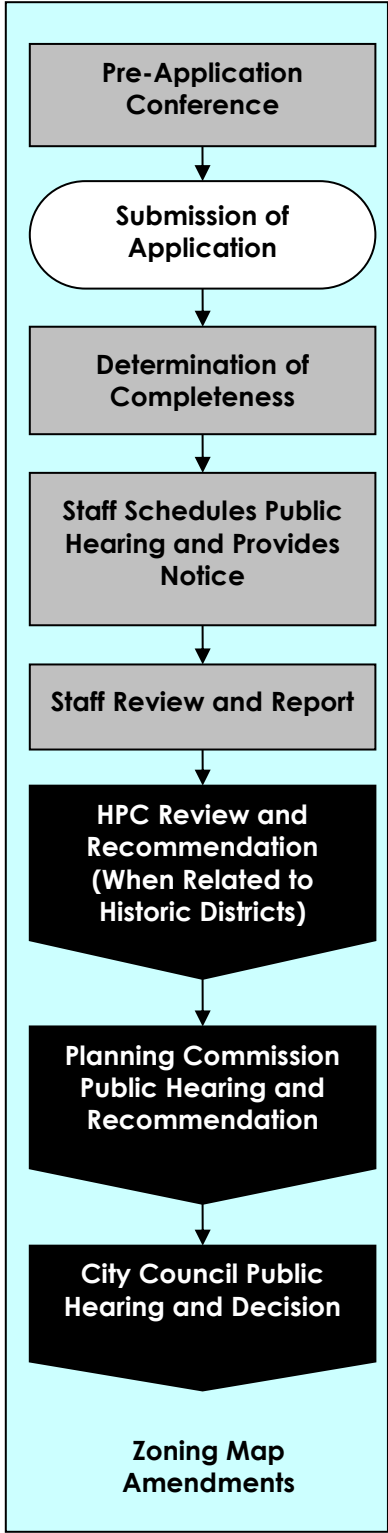 Pre-Application
Conference
Submission of
Application
Determination of
Completeness
Staff Schedules Public
Hearing and Provides
Notice
Staff Review and Report
HPC Review and
Recommendation
(When Related to
Historic Districts)
Planning Commission
Public Hearing and
Recommendation
City Council Public
Hearing and Decision
Zoning Map
Amendments